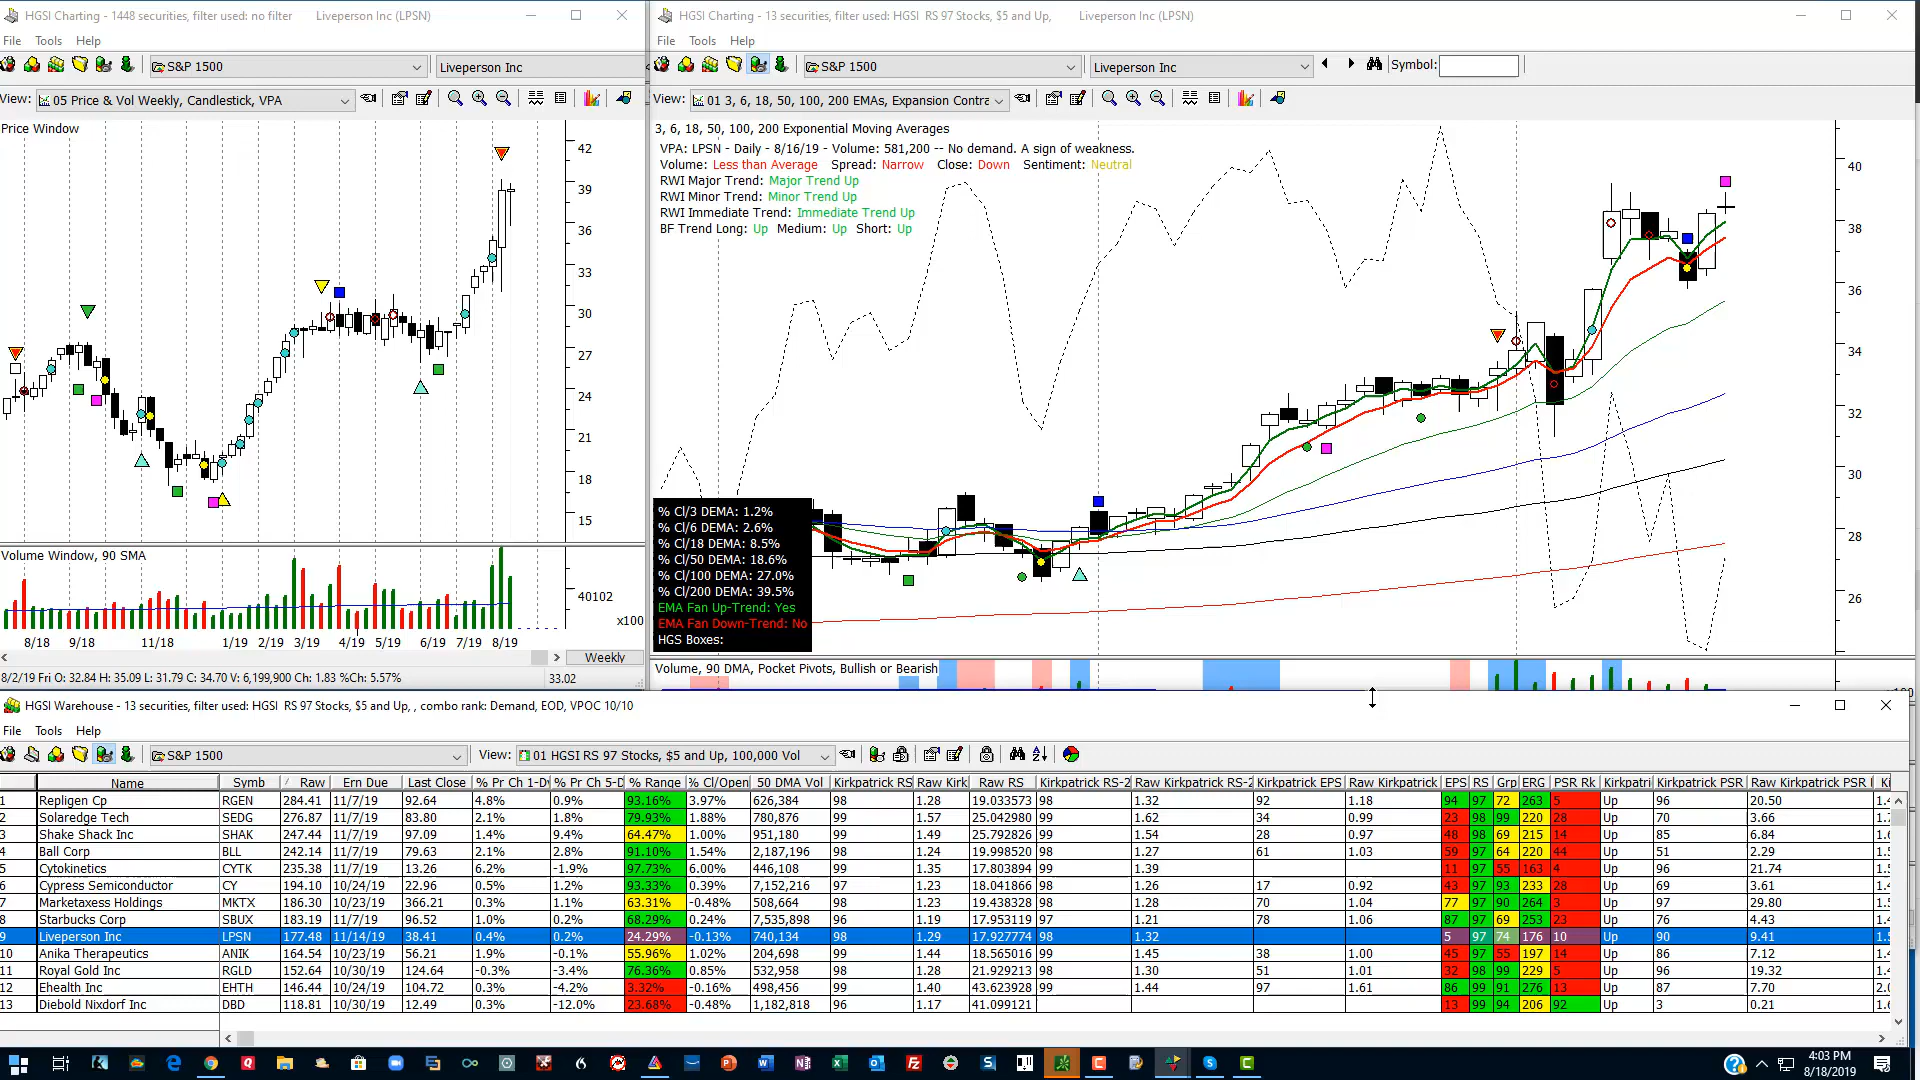 HGSI Charting - 1448 securities, filter used: no filter Liveperson Inc (LPSN)
File Tools Help
S&P 1500 Liveperson Inc
View: 05 Price & Vol Weekly, Candlestick, VPA
Price Window
42
39
36
33
30
27
24
21
18
15
Volume Window, 90 SMA
40102
x100
8/18 9/18 11/18 1/19 2/19 3/19 4/19 5/19 6/19 7/19 8/19
Weekly
8/2/19 Fri O: 32.84 H: 35.09 L: 31.79 C: 34.70 V: 6,199,900 Ch: 1.83 %Ch: 5.57% 33.02
HGSI Charting - 13 securities, filter used: HGSI RS 97 Stocks, $5 and Up, Liveperson Inc (LPSN)
File Tools Help
S&P 1500 Liveperson Inc Symbol:
View: 01 3, 6, 18, 50, 100, 200 EMAs, Expansion Contra
3, 6, 18, 50, 100, 200 Exponential Moving Averages
VPA: LPSN - Daily - 8/16/19 - Volume: 581,200 -- No demand. A sign of weakness.
Volume: Less than Average Spread: Narrow Close: Down Sentiment: Neutral
RWI Major Trend: Major Trend Up
RWI Minor Trend: Minor Trend Up
RWI Immediate Trend: Immediate Trend Up
BF Trend Long: Up Medium: Up Short: Up
40
38
36
34
32
30
28
26
% Cl/3 DEMA: 1.2%
% Cl/6 DEMA: 2.6%
% Cl/18 DEMA: 8.5%
% Cl/50 DEMA: 18.6%
% Cl/100 DEMA: 27.0%
% Cl/200 DEMA: 39.5%
EMA Fan Up-Trend: Yes
EMA Fan Down-Trend: No
HGS Boxes:
Volume, 90 DMA, Pocket Pivots, Bullish or Bearish
HGSI Warehouse - 13 securities, filter used: HGSI RS 97 Stocks, $5 and Up, , combo rank: Demand, EOD, VPOC 10/10
File Tools Help
S&P 1500 View: 01 HGSI RS 97 Stocks, $5 and Up, 100,000 Vol
Name Symb Raw Ern Due Last Close % Pr Ch 1-D % Pr Ch 5-D % Range % Cl/Open 50 DMA Vol Kirkpatrick RS Raw Kirk Raw RS Kirkpatrick RS-2 Raw Kirkpatrick RS-2 Kirkpatrick EPS Raw Kirkpatrick EPS RS Grp ERG PSR Rk Kirkpatri Kirkpatrick PSR Raw Kirkpatrick PSR
1 Repligen Cp RGEN 284.41 11/7/19 92.64 4.8% 0.9% 93.16% 3.97% 626,384 98 1.28 19.033573 98 1.32 92 1.18 94 97 72 263 5 Up 96 20.50
2 Solaredge Tech SEDG 276.87 11/7/19 83.80 2.1% 1.8% 79.93% 1.88% 780,876 99 1.57 25.042980 99 1.62 34 0.99 23 98 99 220 28 Up 70 3.66
3 Shake Shack Inc SHAK 247.44 11/7/19 97.09 1.4% 9.4% 64.47% 1.00% 951,180 99 1.49 25.792826 99 1.54 28 0.97 48 98 69 215 14 Up 85 6.84
4 Ball Corp BLL 242.14 11/7/19 79.63 2.1% 2.8% 91.10% 1.54% 2,187,196 98 1.24 19.998520 98 1.27 61 1.03 59 97 64 220 44 Up 51 2.29
5 Cytokinetics CYTK 235.38 11/7/19 13.26 6.2% -1.9% 97.73% 6.00% 446,108 99 1.35 17.803894 99 1.39 11 97 55 163 4 Up 96 21.74
6 Cypress Semiconductor CY 194.10 10/24/19 22.96 0.5% 1.2% 93.33% 0.39% 7,152,216 97 1.23 18.041866 98 1.26 17 0.92 43 97 93 233 28 Up 69 3.61
7 Marketaxess Holdings MKTX 186.30 10/23/19 366.21 0.3% 1.1% 63.31% -0.48% 508,664 98 1.23 19.438329 98 1.28 70 1.04 77 97 90 264 3 Up 97 29.80
8 Starbucks Corp SBUX 183.19 11/7/19 96.52 1.0% 0.2% 68.29% 0.24% 7,535,898 96 1.19 17.953119 97 1.21 78 1.06 87 97 69 253 23 Up 76 4.43
9 Liveperson Inc LPSN 177.48 11/14/19 38.41 0.4% 0.2% 24.29% -0.13% 740,134 98 1.29 17.927774 98 1.32 5 97 74 176 10 Up 90 9.41
10 Anika Therapeutics ANIK 164.54 10/23/19 56.21 1.9% -0.1% 55.96% 1.02% 204,698 99 1.44 18.565016 99 1.45 38 1.00 45 97 55 197 14 Up 86 7.12
11 Royal Gold Inc RGLD 152.64 10/30/19 124.64 -0.3% -3.4% 76.36% 0.85% 532,958 98 1.28 21.929213 98 1.30 51 1.01 32 98 99 229 5 Up 96 19.32
12 Ehealth Inc EHTH 146.44 10/24/19 104.72 0.3% -4.2% 3.32% -0.16% 498,456 99 1.40 43.623928 99 1.44 97 1.61 86 99 91 276 13 Up 87 7.70
13 Diebold Nixdorf Inc DBD 118.81 10/30/19 12.49 0.3% -12.0% 23.68% -0.48% 1,182,818 96 1.17 41.099121 13 99 94 206 92 Up 3 0.21
4:03 PM
8/18/2019